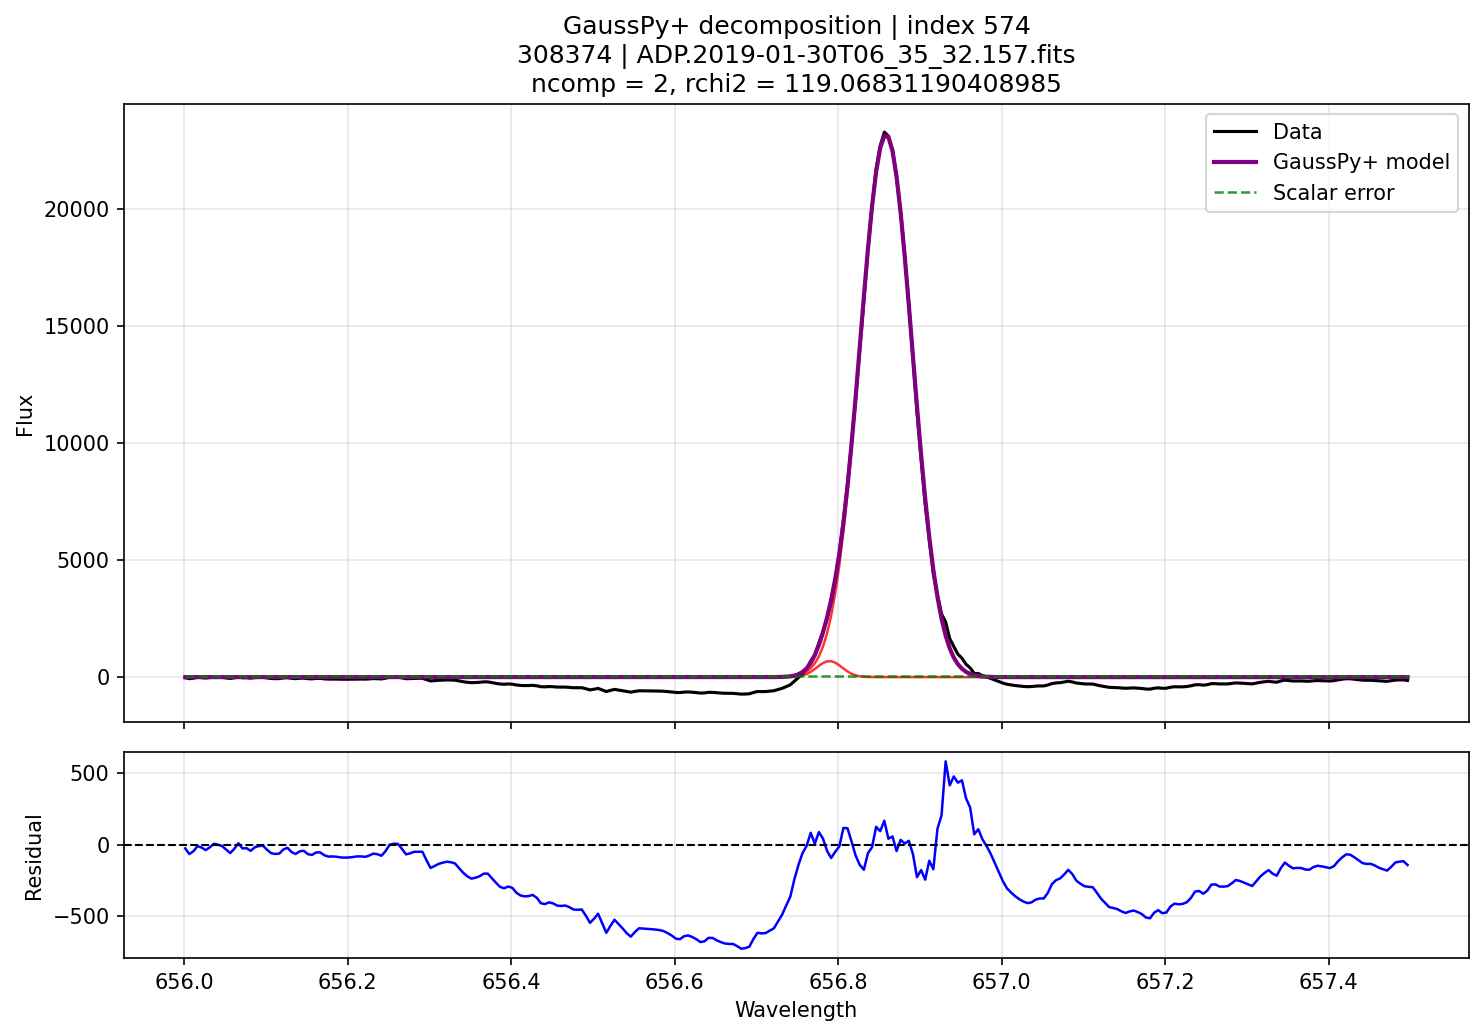 GaussPy+ decomposition | index 574
308374 | ADP.2019-01-30T06_35_32.157.fits
ncomp = 2, rchi2 = 119.06831190408985
Data
GaussPy+ model
Scalar error
Flux
20000
15000
10000
5000
0
Residual
500
0
−500
656.0
656.2
656.4
656.6
656.8
657.0
657.2
657.4
Wavelength